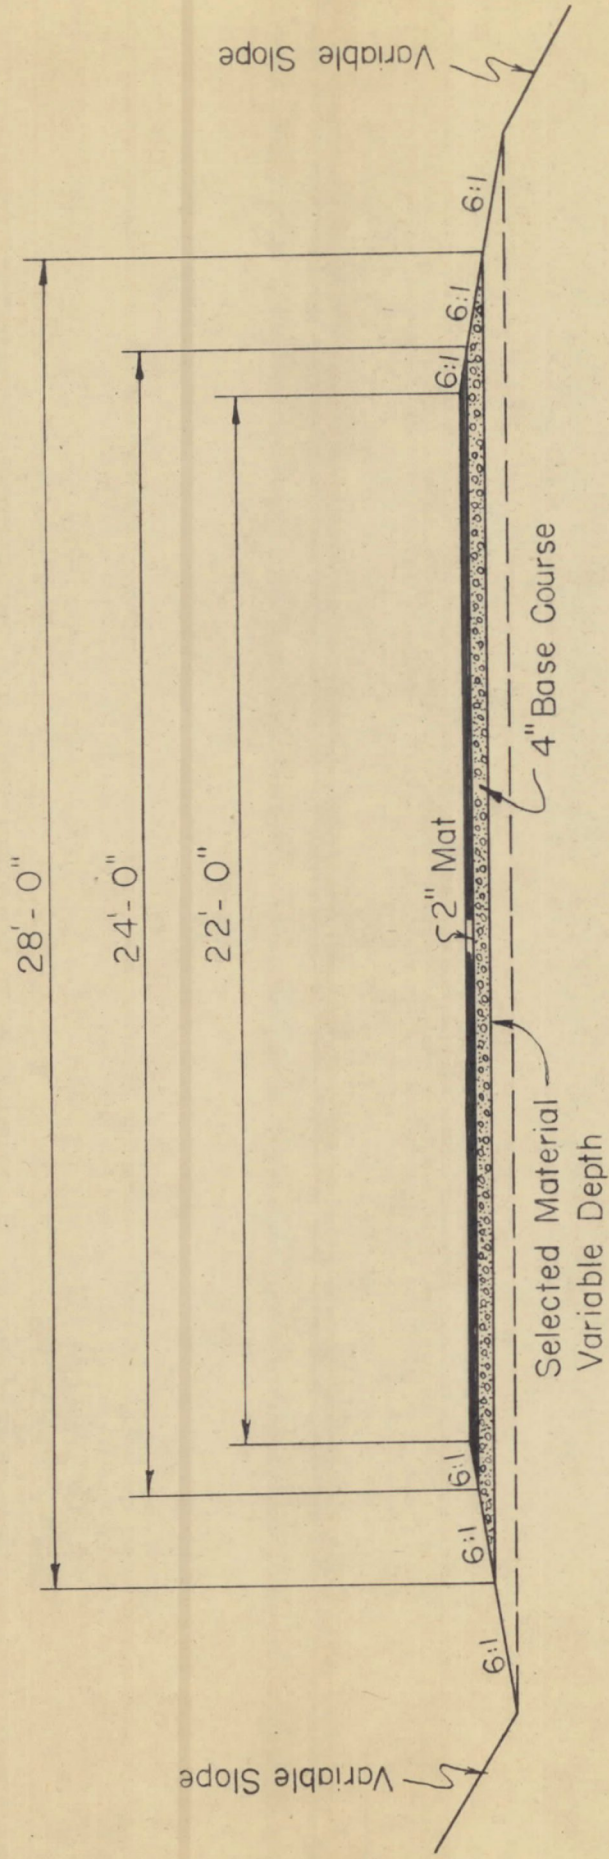 28'-0"
24'-0"
22'-0"
Variable Slope
6:1
6:1
6:1
2" Mat
6:1
6:1
6:1
Variable Slope
4" Base Course
Selected Material
Variable Depth